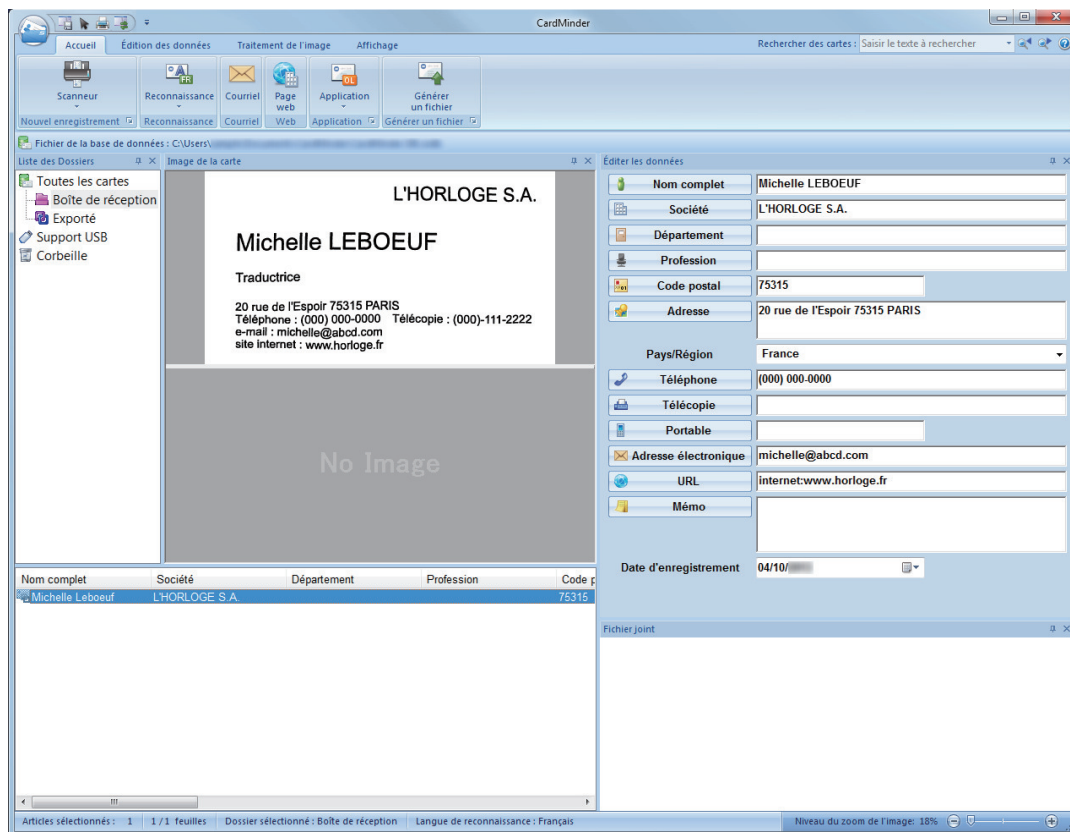 CardMinder
Accueil Édition des données Traitement de l'image Affichage
Rechercher des cartes : Saisir le texte à rechercher
Scanneur Reconnaissance Courriel Page web Application Générer un fichier
Nouvel enregistrement Reconnaissance Courriel Web Application Générer un fichier
Fichier de la base de données : C:\Users\
Liste des Dossiers
Toutes les cartes
Boîte de réception
Exporté
Support USB
Corbeille
Image de la carte
L'HORLOGE S.A.
Michelle LEBOEUF
Traductrice
20 rue de l'Espoir 75315 PARIS
Téléphone : (000) 000-0000 Télécopie : (000)-111-2222
e-mail : michelle@abcd.com
site internet : www.horloge.fr
No Image
Éditer les données
Nom complet Michelle LEBOEUF
Société L'HORLOGE S.A.
Département
Profession
Code postal 75315
Adresse 20 rue de l'Espoir 75315 PARIS
Pays/Région France
Téléphone (000) 000-0000
Télécopie
Portable
Adresse électronique michelle@abcd.com
URL internet:www.horloge.fr
Mémo
Date d'enregistrement 04/10/
Nom complet Société Département Profession Code p
Michelle Leboeuf L'HORLOGE S.A. 75315
Fichier joint
Articles sélectionnés : 1 1 / 1 feuilles Dossier sélectionné : Boîte de réception Langue de reconnaissance : Français Niveau du zoom de l'image: 18%